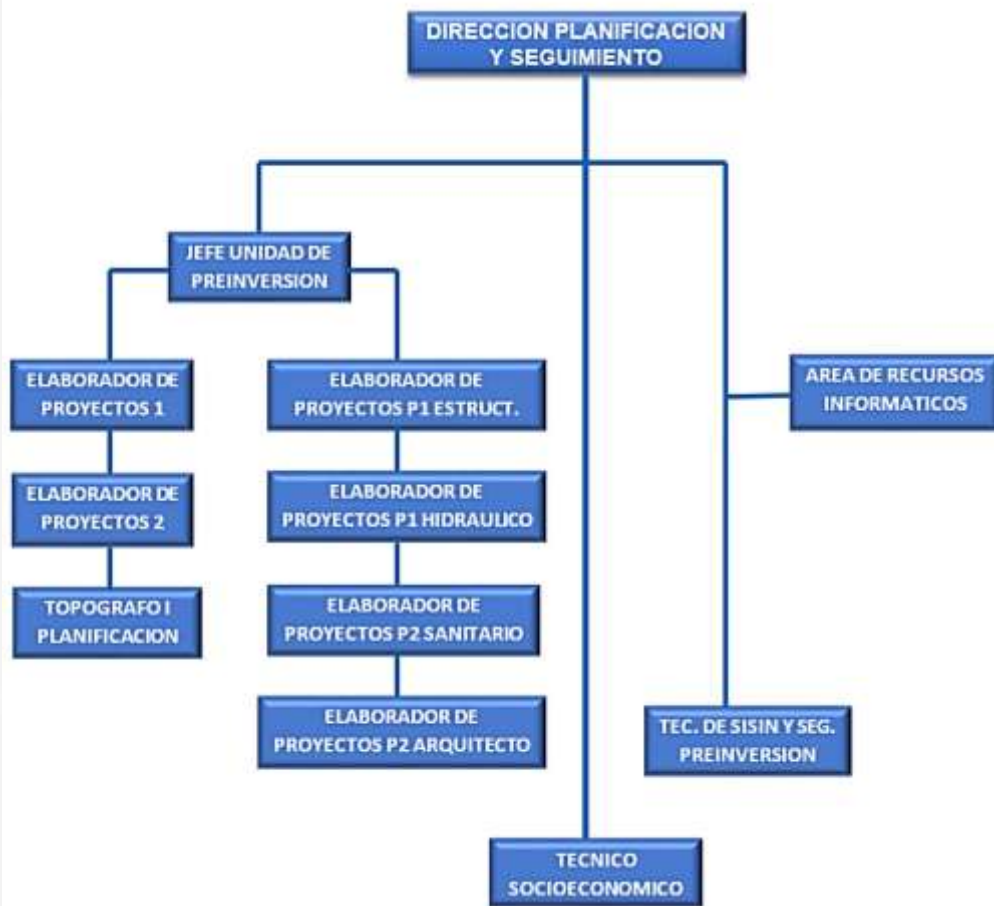 DIRECCION PLANIFICACION
Y SEGUIMIENTO
JEFE UNIDAD DE
PREINVERSION
ELABORADOR DE
PROYECTOS 1
ELABORADOR DE
PROYECTOS 2
TOPOGRAFO I
PLANIFICACION
ELABORADOR DE
PROYECTOS P1 ESTRUCT.
ELABORADOR DE
PROYECTOS P1 HIDRAULICO
ELABORADOR DE
PROYECTOS P2 SANITARIO
ELABORADOR DE
PROYECTOS P2 ARQUITECTO
AREA DE RECURSOS
INFORMATICOS
TEC. DE SISIN Y SEG.
PREINVERSION
TECNICO
SOCIOECONOMICO